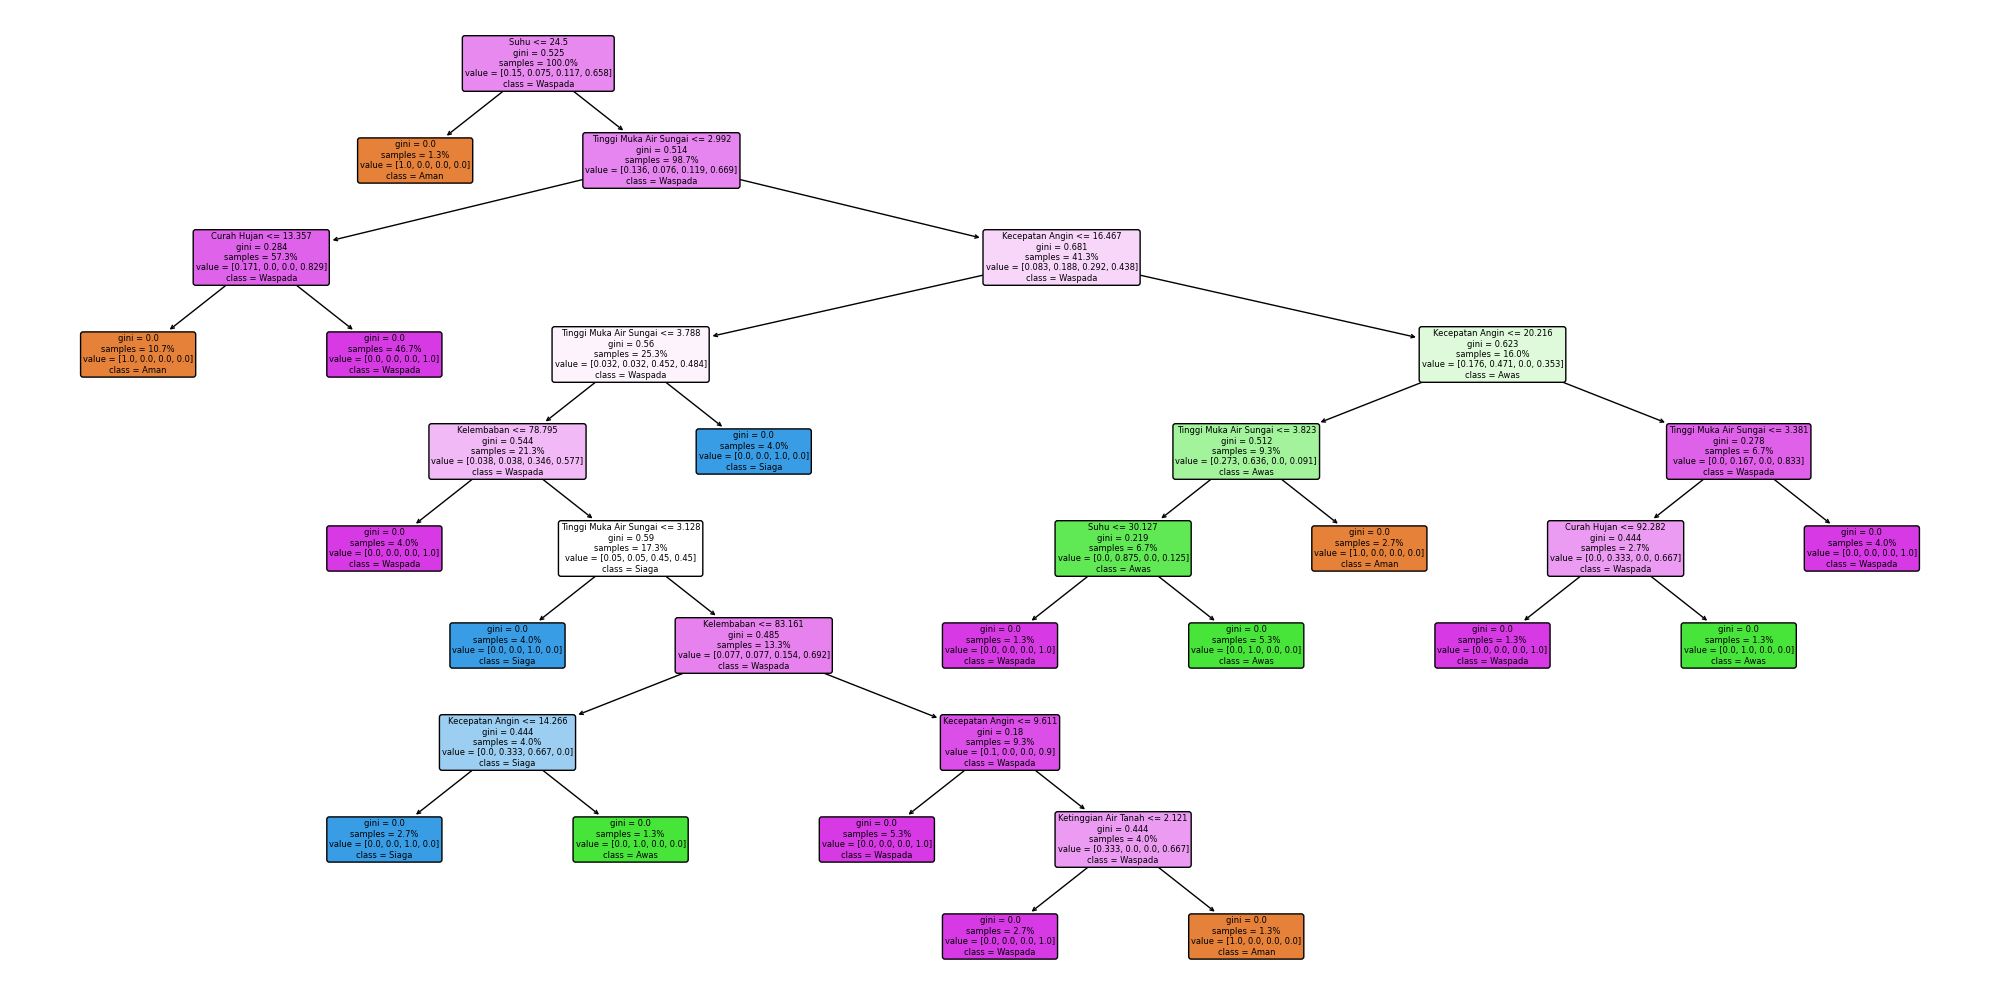 Suhu <= 24.5
gini = 0.525
samples = 100.0%
value = [0.15, 0.075, 0.117, 0.658]
class = Waspada
gini = 0.0
samples = 1.3%
value = [1.0, 0.0, 0.0, 0.0]
class = Aman
Tinggi Muka Air Sungai <= 2.992
gini = 0.514
samples = 98.7%
value = [0.136, 0.076, 0.119, 0.669]
class = Waspada
Curah Hujan <= 13.357
gini = 0.284
samples = 57.3%
value = [0.171, 0.0, 0.0, 0.829]
class = Waspada
Kecepatan Angin <= 16.467
gini = 0.681
samples = 41.3%
value = [0.083, 0.188, 0.292, 0.438]
class = Waspada
gini = 0.0
samples = 10.7%
value = [1.0, 0.0, 0.0, 0.0]
class = Aman
gini = 0.0
samples = 46.7%
value = [0.0, 0.0, 0.0, 1.0]
class = Waspada
Tinggi Muka Air Sungai <= 3.788
gini = 0.56
samples = 25.3%
value = [0.032, 0.032, 0.452, 0.484]
class = Waspada
Kecepatan Angin <= 20.216
gini = 0.623
samples = 16.0%
value = [0.176, 0.471, 0.0, 0.353]
class = Awas
Kelembaban <= 78.795
gini = 0.544
samples = 21.3%
value = [0.038, 0.038, 0.346, 0.577]
class = Waspada
gini = 0.0
samples = 4.0%
value = [0.0, 0.0, 1.0, 0.0]
class = Siaga
Tinggi Muka Air Sungai <= 3.823
gini = 0.512
samples = 9.3%
value = [0.273, 0.636, 0.0, 0.091]
class = Awas
Tinggi Muka Air Sungai <= 3.381
gini = 0.278
samples = 6.7%
value = [0.0, 0.167, 0.0, 0.833]
class = Waspada
gini = 0.0
samples = 4.0%
value = [0.0, 0.0, 0.0, 1.0]
class = Waspada
Tinggi Muka Air Sungai <= 3.128
gini = 0.59
samples = 17.3%
value = [0.05, 0.05, 0.45, 0.45]
class = Siaga
Suhu <= 30.127
gini = 0.219
samples = 6.7%
value = [0.0, 0.875, 0.0, 0.125]
class = Awas
gini = 0.0
samples = 2.7%
value = [1.0, 0.0, 0.0, 0.0]
class = Aman
Curah Hujan <= 92.282
gini = 0.444
samples = 2.7%
value = [0.0, 0.333, 0.0, 0.667]
class = Waspada
gini = 0.0
samples = 4.0%
value = [0.0, 0.0, 0.0, 1.0]
class = Waspada
gini = 0.0
samples = 4.0%
value = [0.0, 0.0, 1.0, 0.0]
class = Siaga
Kelembaban <= 83.161
gini = 0.485
samples = 13.3%
value = [0.077, 0.077, 0.154, 0.692]
class = Waspada
gini = 0.0
samples = 1.3%
value = [0.0, 0.0, 0.0, 1.0]
class = Waspada
gini = 0.0
samples = 5.3%
value = [0.0, 1.0, 0.0, 0.0]
class = Awas
gini = 0.0
samples = 1.3%
value = [0.0, 0.0, 0.0, 1.0]
class = Waspada
gini = 0.0
samples = 1.3%
value = [0.0, 1.0, 0.0, 0.0]
class = Awas
Kecepatan Angin <= 14.266
gini = 0.444
samples = 4.0%
value = [0.0, 0.333, 0.667, 0.0]
class = Siaga
Kecepatan Angin <= 9.611
gini = 0.18
samples = 9.3%
value = [0.1, 0.0, 0.0, 0.9]
class = Waspada
gini = 0.0
samples = 2.7%
value = [0.0, 0.0, 1.0, 0.0]
class = Siaga
gini = 0.0
samples = 1.3%
value = [0.0, 1.0, 0.0, 0.0]
class = Awas
gini = 0.0
samples = 5.3%
value = [0.0, 0.0, 0.0, 1.0]
class = Waspada
Ketinggian Air Tanah <= 2.121
gini = 0.444
samples = 4.0%
value = [0.333, 0.0, 0.0, 0.667]
class = Waspada
gini = 0.0
samples = 2.7%
value = [0.0, 0.0, 0.0, 1.0]
class = Waspada
gini = 0.0
samples = 1.3%
value = [1.0, 0.0, 0.0, 0.0]
class = Aman